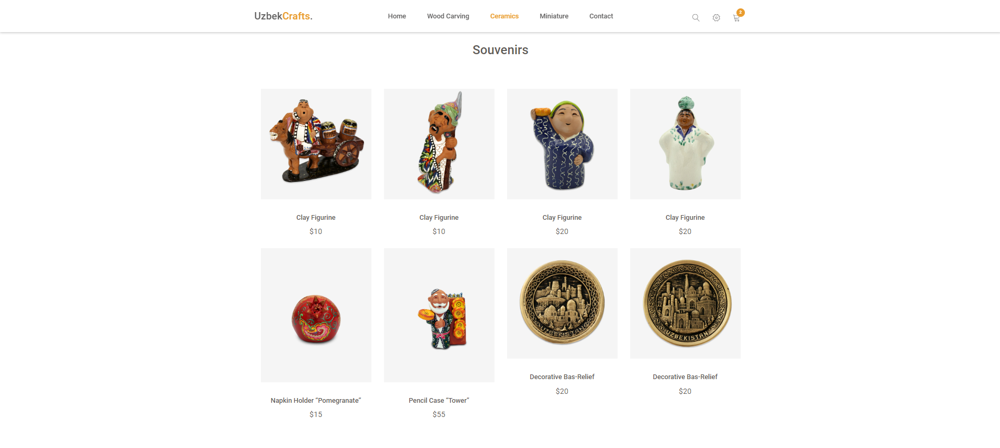 UzbekCrafts.
Home Wood Carving Ceramics Miniature Contact
2
Souvenirs
Clay Figurine
$10
Clay Figurine
$10
Clay Figurine
$20
Clay Figurine
$20
UZBEKISTAN
UZBEKISTAN
Napkin Holder “Pomegranate”
$15
Pencil Case “Tower”
$55
Decorative Bas-Relief
$20
Decorative Bas-Relief
$20